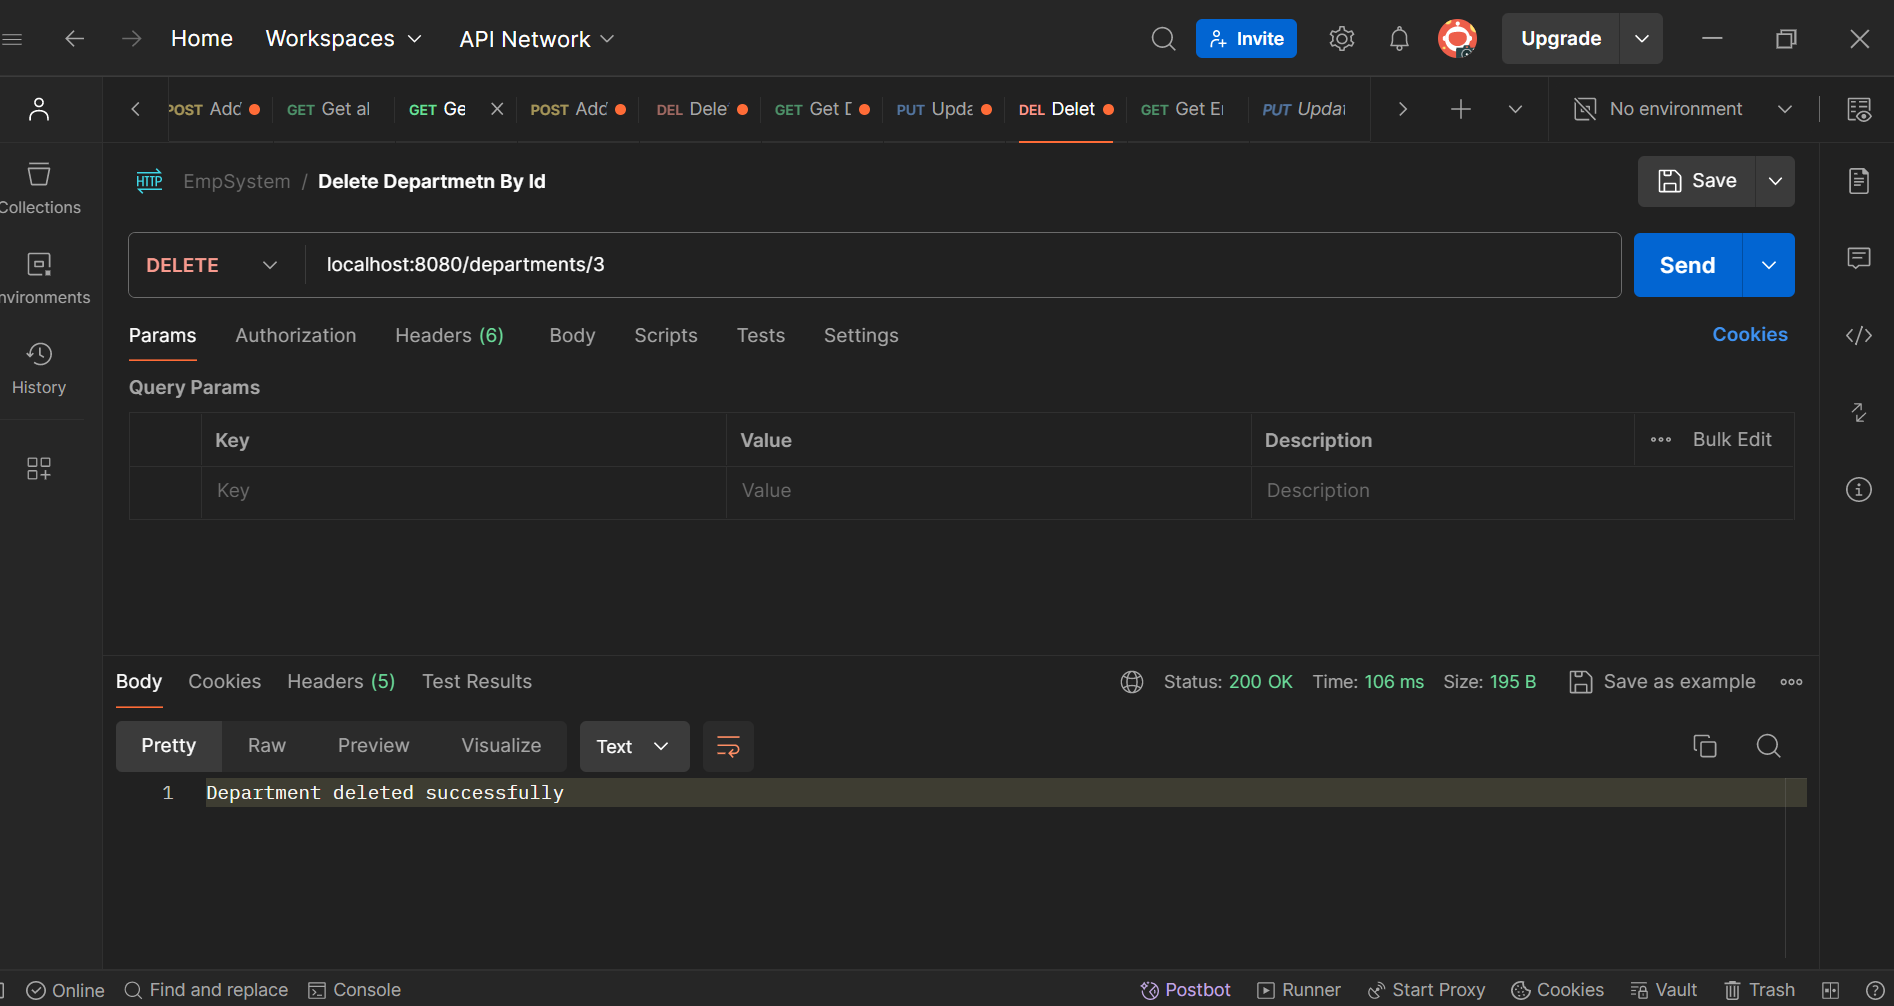 Home Workspaces API Network Invite Upgrade
POST Add GET Get al GET Ge POST Add DEL Dele GET Get D PUT Upda DEL Delet GET Get E PUT Updat No environment
HTTP EmpSystem / Delete Departmetn By Id Save
Collections
DELETE localhost:8080/departments/3 Send
nvironments
Params Authorization Headers (6) Body Scripts Tests Settings Cookies
History
Query Params
Key Value Description Bulk Edit
Key Value Description
Body Cookies Headers (5) Test Results Status: 200 OK Time: 106 ms Size: 195 B Save as example
Pretty Raw Preview Visualize Text
1 Department deleted successfully
Online Find and replace Console Postbot Runner Start Proxy Cookies Vault Trash